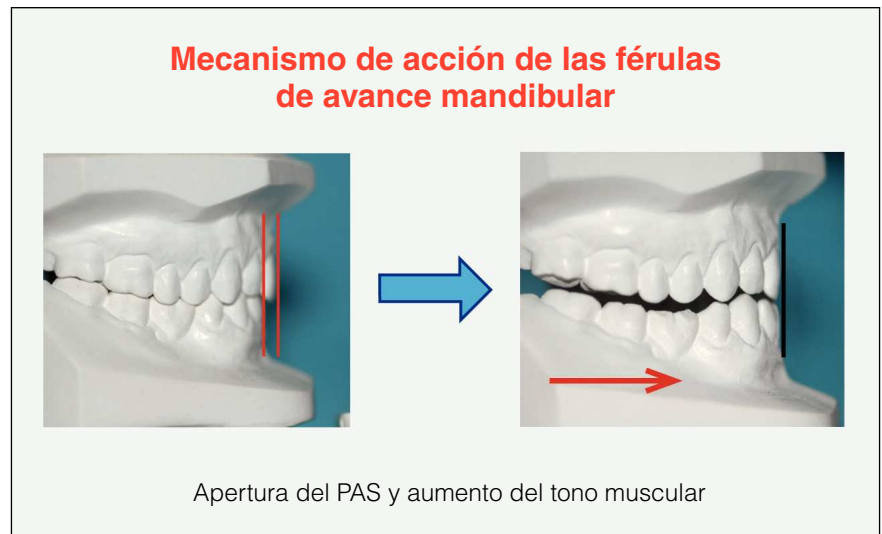 Mecanismo de acción de las férulas
de avance mandibular
Apertura del PAS y aumento del tono muscular